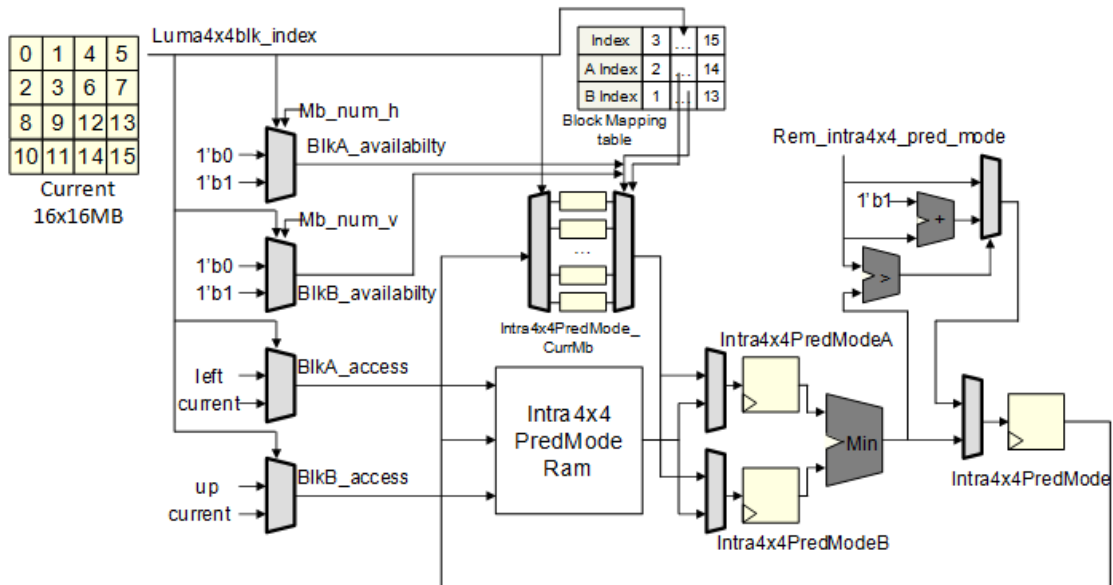 0 1 4 5
2 3 6 7
8 9 12 13
10 11 14 15
Current
16x16MB
Luma4x4blk_index
Index 3 ... 15
A Index 2 ... 14
B Index 1 ... 13
Block Mapping
table
Mb_num_h
1'b0
1'b1
BlkA_availabilty
Mb_num_v
1'b0
1'b1
BlkB_availabilty
...
Intra4x4PredMode_
CurrMb
Rem_intra4x4_pred_mode
1'b1
+
>
left
current
BlkA_access
up
current
BlkB_access
Intra4x4
PredMode
Ram
Intra4x4PredModeA
Min
Intra4x4PredModeB
Intra4x4PredMode